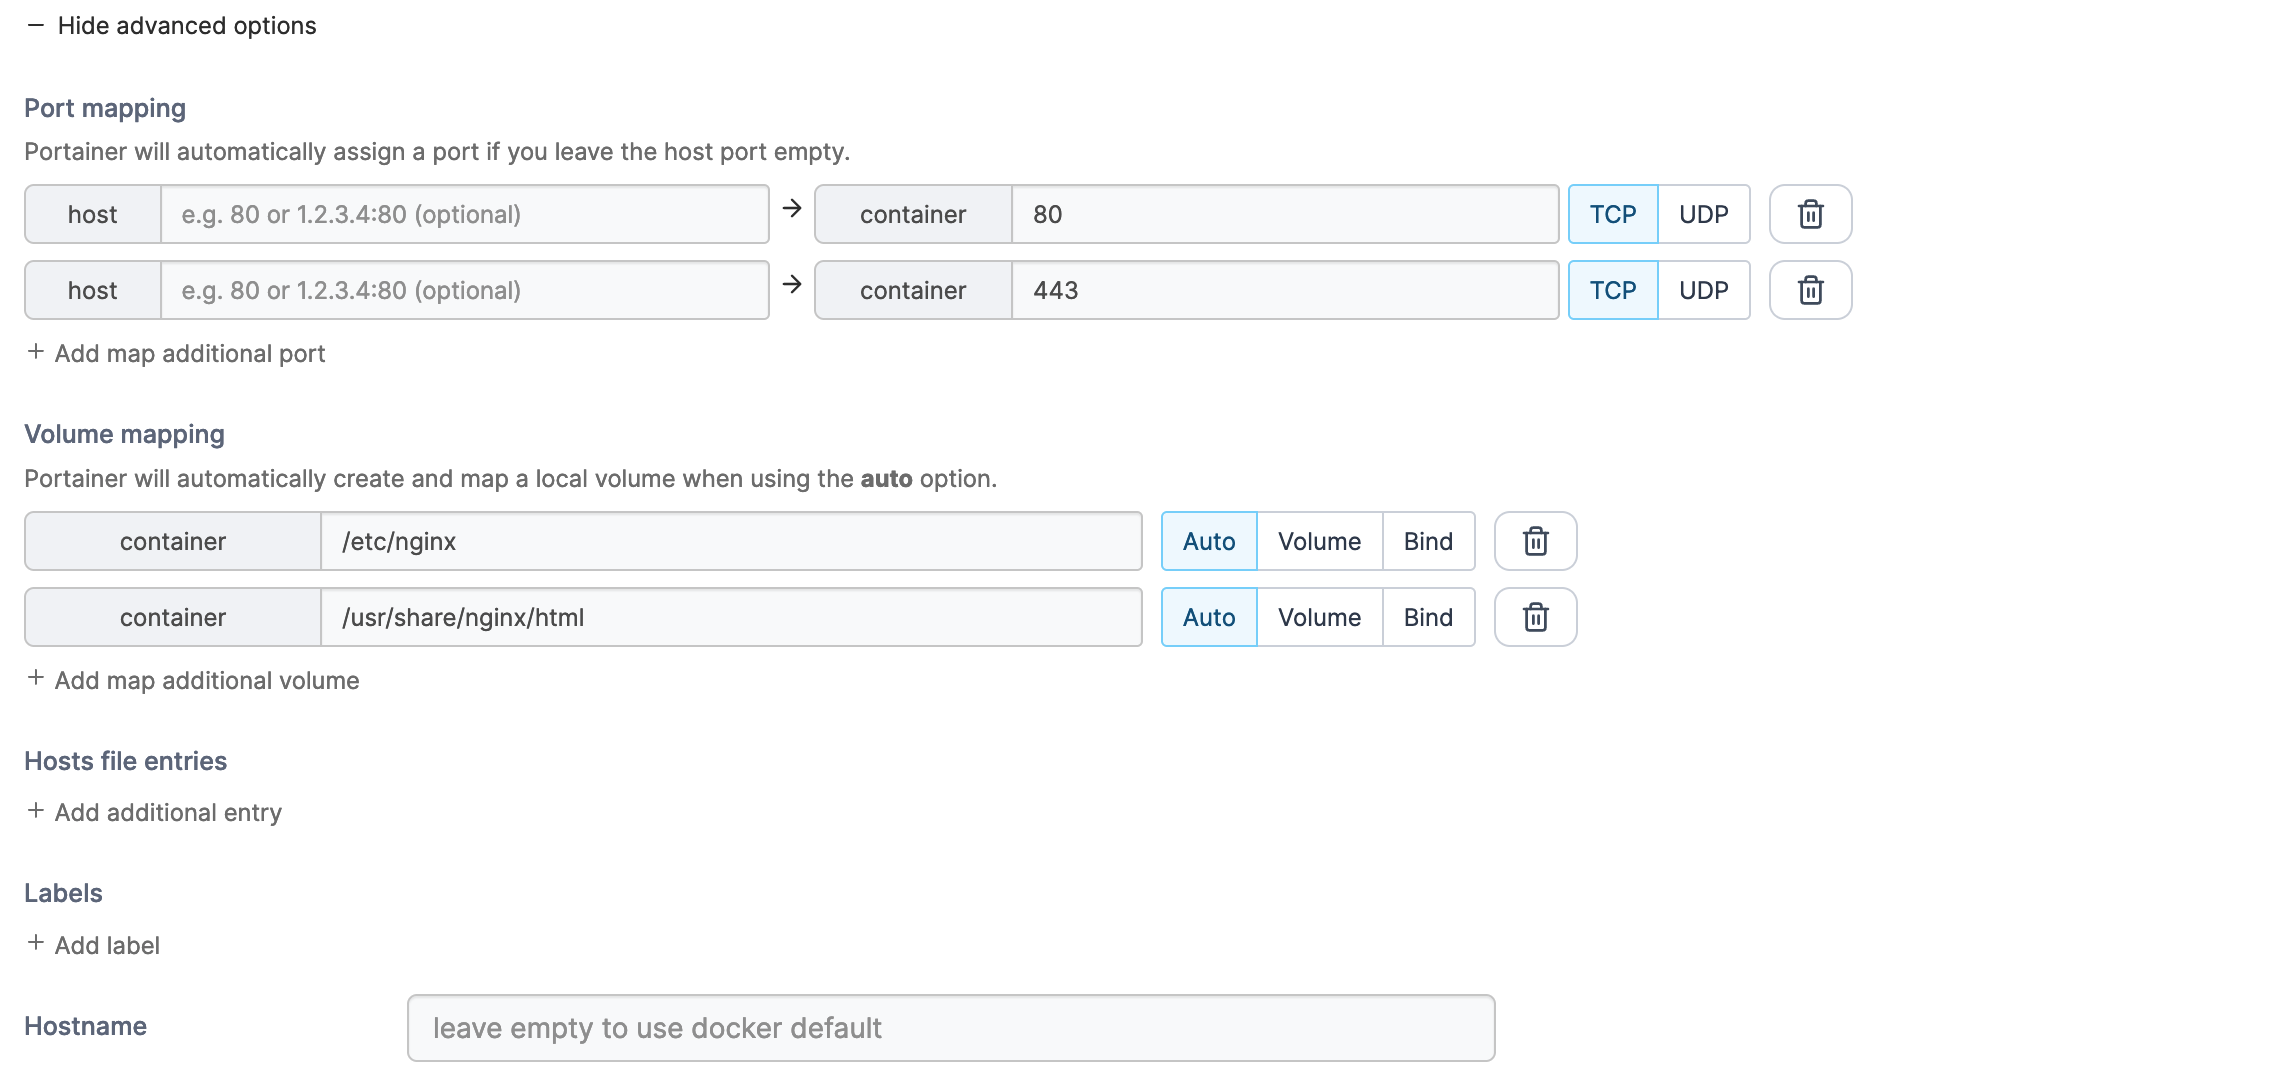 − Hide advanced options
Port mapping
Portainer will automatically assign a port if you leave the host port empty.
host e.g. 80 or 1.2.3.4:80 (optional) → container 80 TCP UDP
host e.g. 80 or 1.2.3.4:80 (optional) → container 443 TCP UDP
+ Add map additional port
Volume mapping
Portainer will automatically create and map a local volume when using the auto option.
container /etc/nginx Auto Volume Bind
container /usr/share/nginx/html Auto Volume Bind
+ Add map additional volume
Hosts file entries
+ Add additional entry
Labels
+ Add label
Hostname leave empty to use docker default